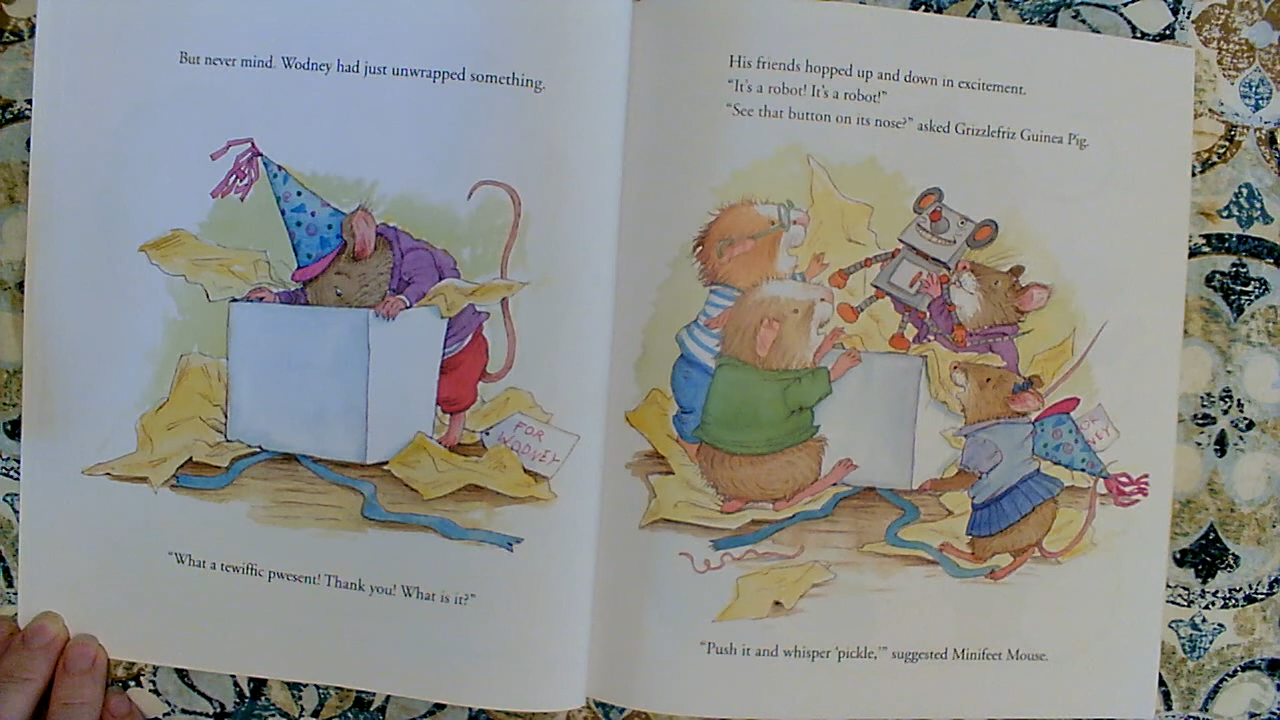 But never mind. Wodney had just unwrapped something.
FOR
WODNEY
"What a tewiffic pwesent! Thank you! What is it?"
His friends hopped up and down in excitement.
"It's a robot! It's a robot!"
"See that button on its nose?" asked Grizzlefriz Guinea Pig.
"Push it and whisper 'pickle,'" suggested Minifeet Mouse.